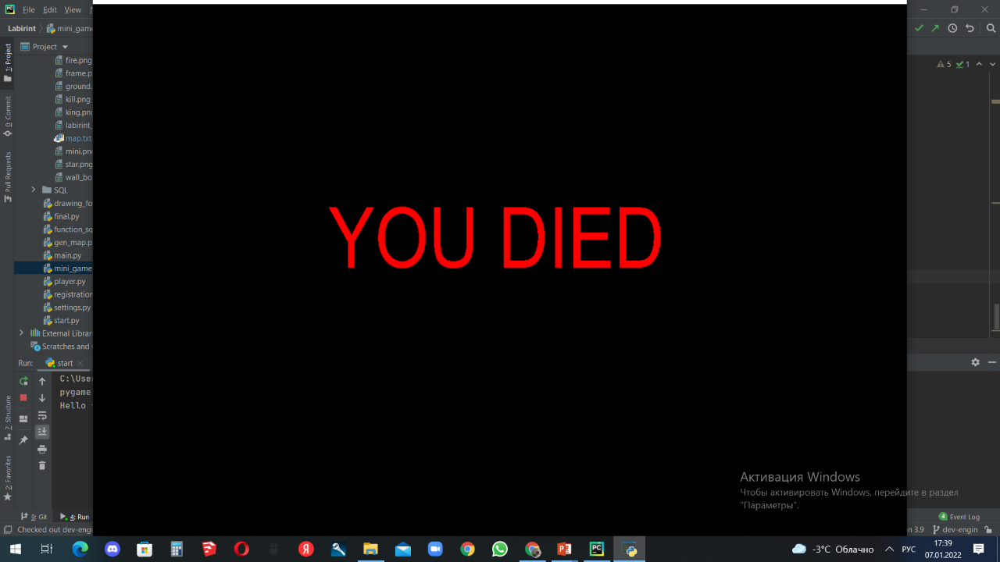 File Edit View
Labirint mini_game
Project
5 1
1: Project
0: Commit
Pull Requests
fire.png
frame.p
ground.
kill.png
king.png
labirint_
map.txt
mini.png
star.png
wall_bo
SQL
drawing_fo
final.py
function_sq
gen_map.p
main.py
mini_game
player.py
registration
settings.py
start.py
External Librar
Scratches and
YOU DIED
Run: start
C:\Use
pygame
Hello
7: Structure
2: Favorites
Активация Windows
Чтобы активировать Windows, перейдите в раздел
"Параметры".
9: Git 4: Run
4 Event Log
Checked out dev-engi
n 3.9 dev-engin
-3°C Облачно
РУС
17:39
07.01.2022